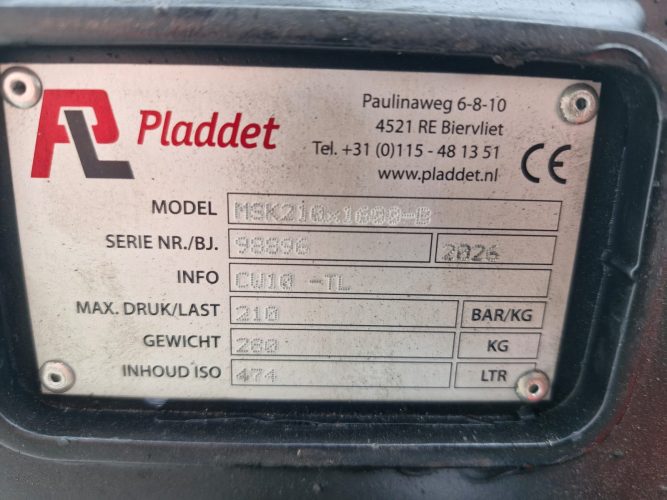 PL Pladdet
Paulinaweg 6-8-10
4521 RE Biervliet
Tel. +31 (0)115 - 48 13 51
www.pladdet.nl
CE
MODEL MSK210x1600-B
SERIE NR./BJ. 98896 2026
INFO CW10 -TL
MAX. DRUK/LAST 210 BAR/KG
GEWICHT 280 KG
INHOUD ISO 474 LTR